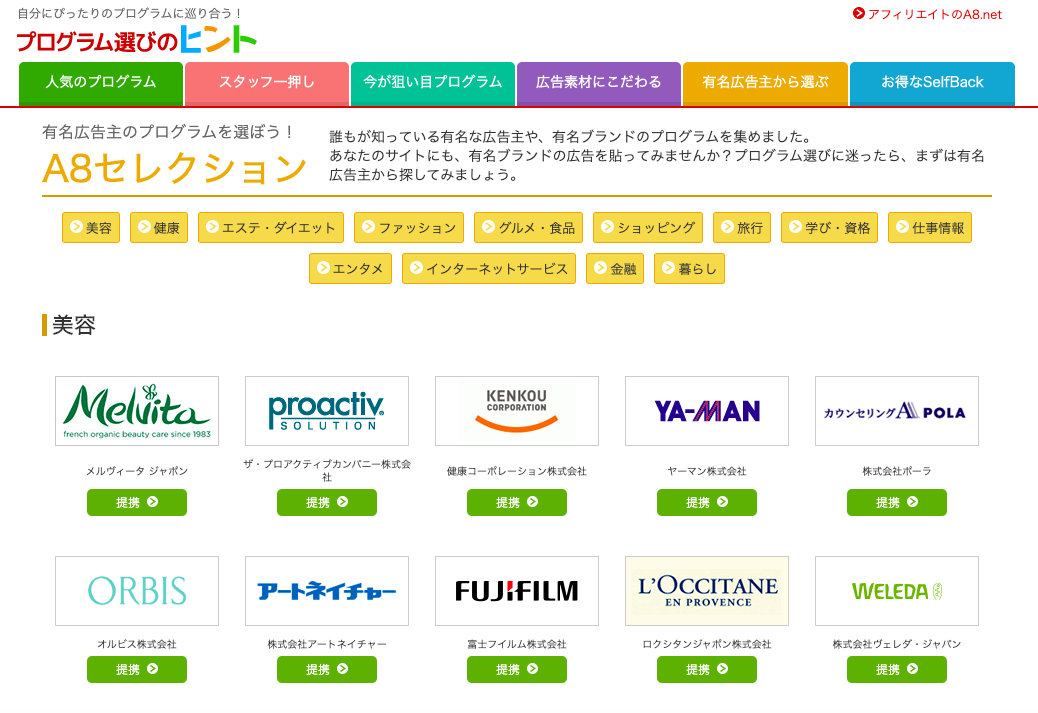 自分にぴったりのプログラムに巡り合う！
アフィリエイトのA8.net
プログラム選びのヒント
人気のプログラム
スタッフ一押し
今が狙い目プログラム
広告素材にこだわる
有名広告主から選ぶ
お得なSelfBack
有名広告主のプログラムを選ぼう！
A8セレクション
誰もが知っている有名な広告主や、有名ブランドのプログラムを集めました。
あなたのサイトにも、有名ブランドの広告を貼ってみませんか？プログラム選びに迷ったら、まずは有名
広告主から探してみましょう。
美容
健康
エステ・ダイエット
ファッション
グルメ・食品
ショッピング
旅行
学び・資格
仕事情報
エンタメ
インターネットサービス
金融
暮らし
美容
Melvita
french organic beauty care since 1983
proactiv
SOLUTION
KENKOU
CORPORATION
YA-MAN
カウンセリング POLA
メルヴィータ ジャポン
ザ・プロアクティブカンパニー株式会
社
健康コーポレーション株式会社
ヤーマン株式会社
株式会社ポーラ
提携
提携
提携
提携
提携
ORBIS
アートネイチャー
FUJIFILM
L'OCCITANE
EN PROVENCE
WELEDA
オルビス株式会社
株式会社アートネイチャー
富士フイルム株式会社
ロクシタンジャポン株式会社
株式会社ヴェレダ・ジャパン
提携
提携
提携
提携
提携